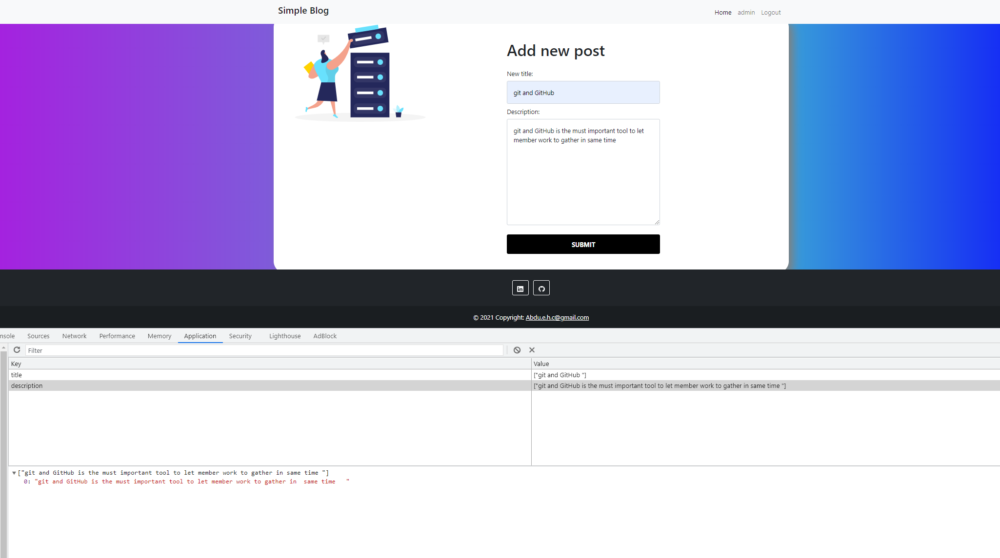 Simple Blog
Home admin Logout
Add new post
New title:
git and GitHub
Description:
git and GitHub is the must important tool to let
member work to gather in same time
SUBMIT
© 2021 Copyright: Abdu.e.h.c@gmail.com
nsole Sources Network Performance Memory Application Security Lighthouse AdBlock
Filter
Key Value
title ["git and GitHub "]
description ["git and GitHub is the must important tool to let member work to gather in same time "]
["git and GitHub is the must important tool to let member work to gather in same time "]
0: "git and GitHub is the must important tool to let member work to gather in  same time   "